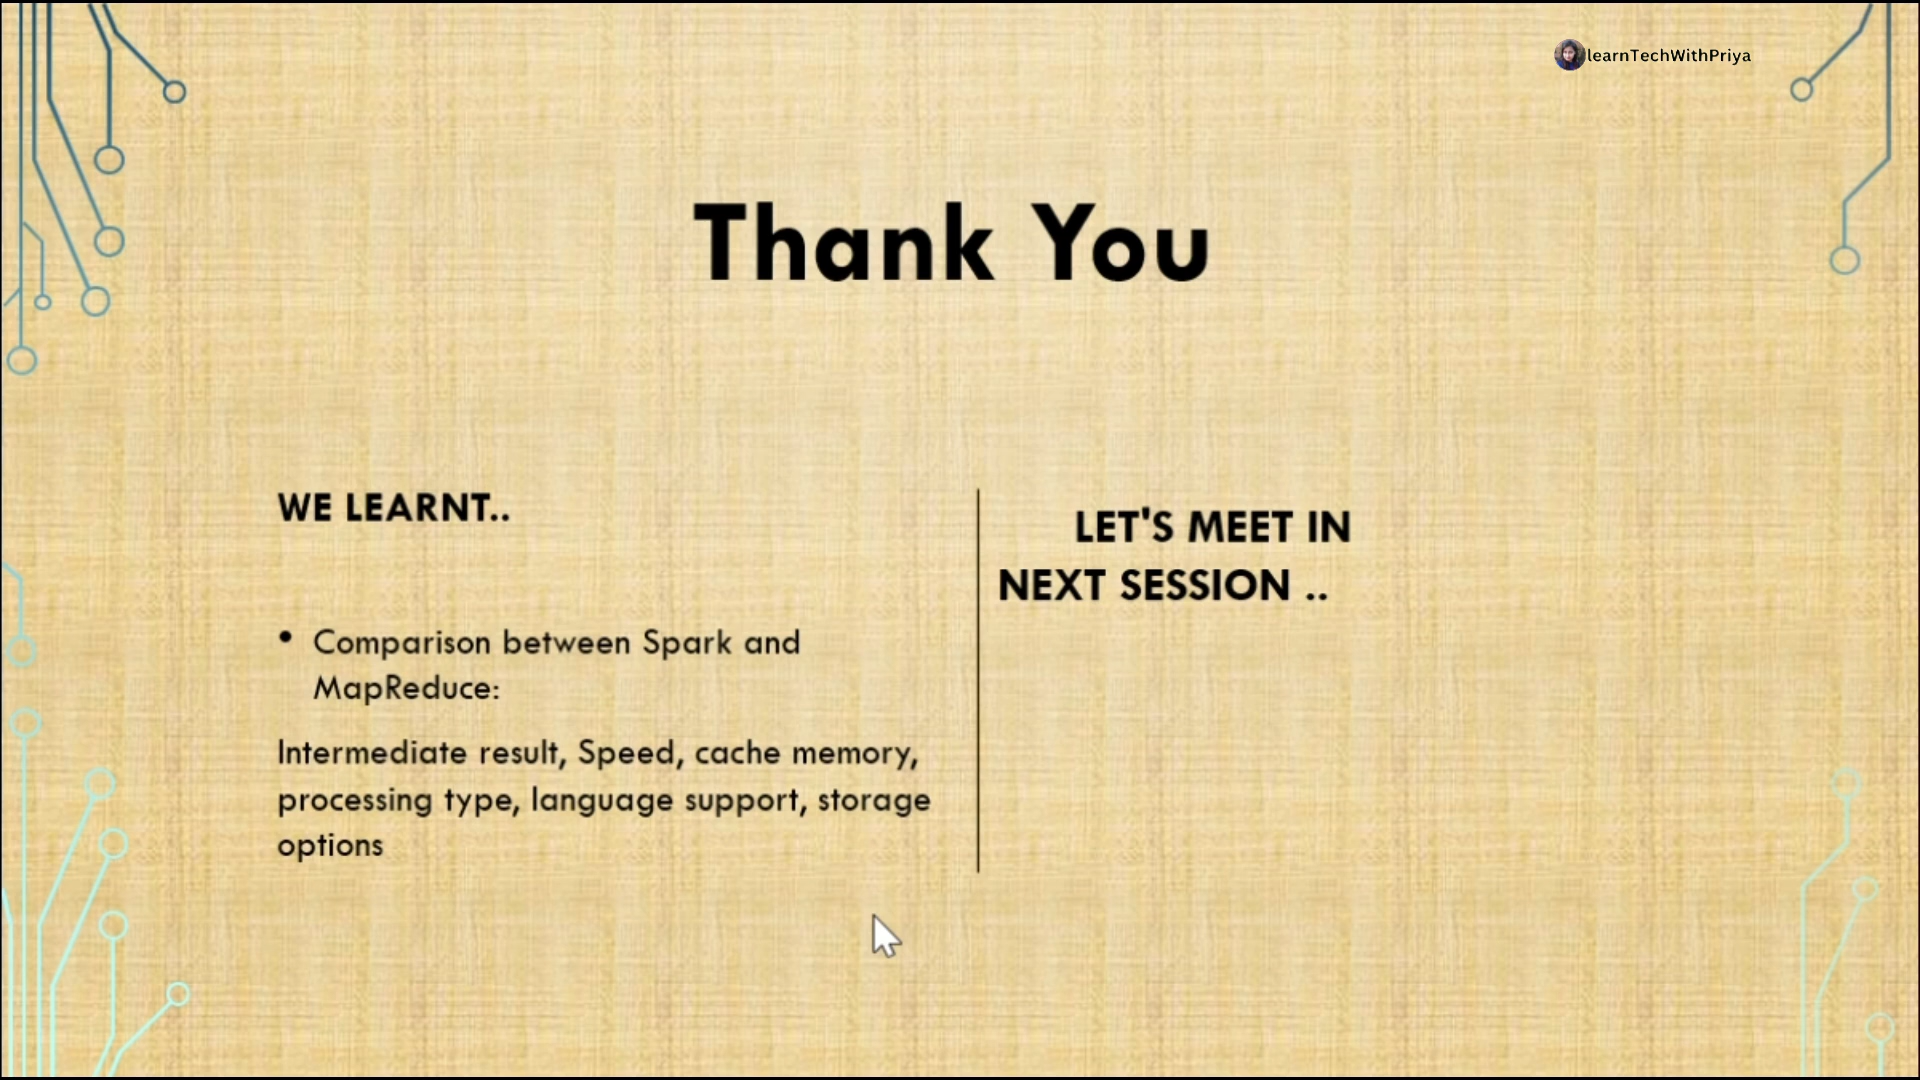 learnTechWithPriya
Thank You
WE LEARNT..
• Comparison between Spark and
MapReduce:
Intermediate result, Speed, cache memory,
processing type, language support, storage
options
LET'S MEET IN
NEXT SESSION ..